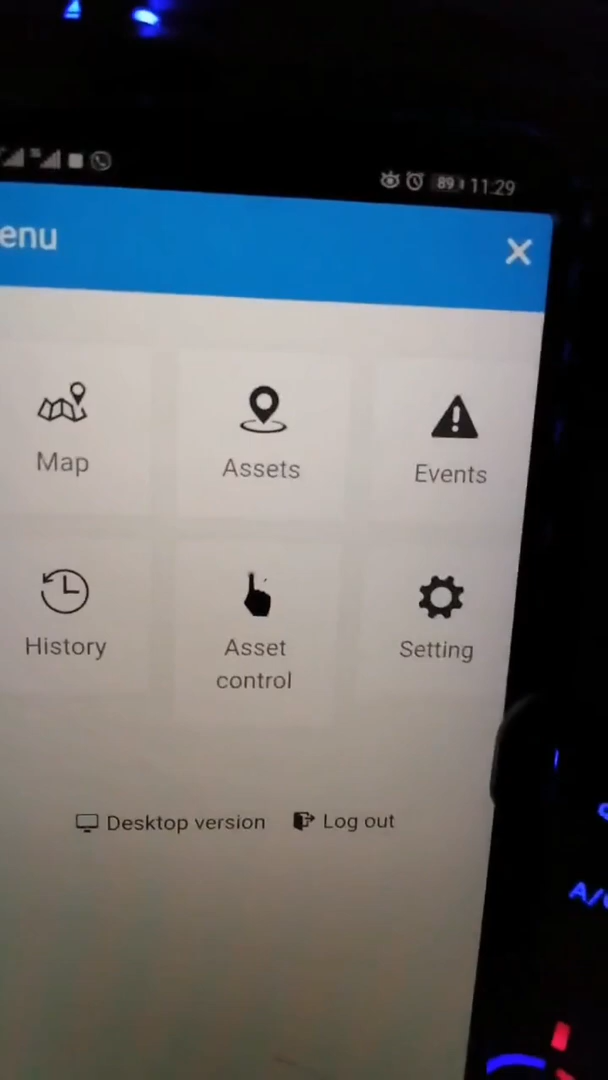 89 11:29
enu
Map
Assets
Events
History
Asset
control
Setting
Desktop version
Log out
A/